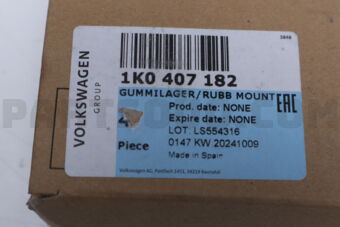 3848
VOLKSWAGEN
GROUP
1K0 407 182
GUMMILAGER/RUBB MOUNT
EAC
Prod. date: NONE
Expire date: NONE
LOT: LS554316
Piece
0147 KW 20241009
Made in Spain